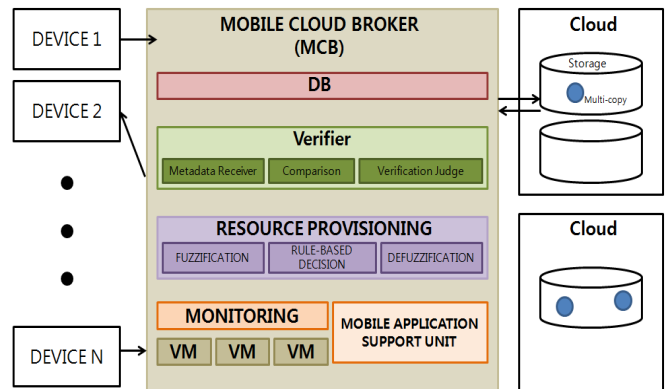 DEVICE 1
DEVICE 2
DEVICE N
MOBILE CLOUD BROKER
(MCB)
DB
Verifier
Metadata Receiver
Comparison
Verification Judge
RESOURCE PROVISIONING
FUZZIFICATION
RULE-BASED
DECISION
DEFUZZIFICATION
MONITORING
VM
VM
VM
MOBILE APPLICATION
SUPPORT UNIT
Cloud
Storage
Multi-copy
Cloud